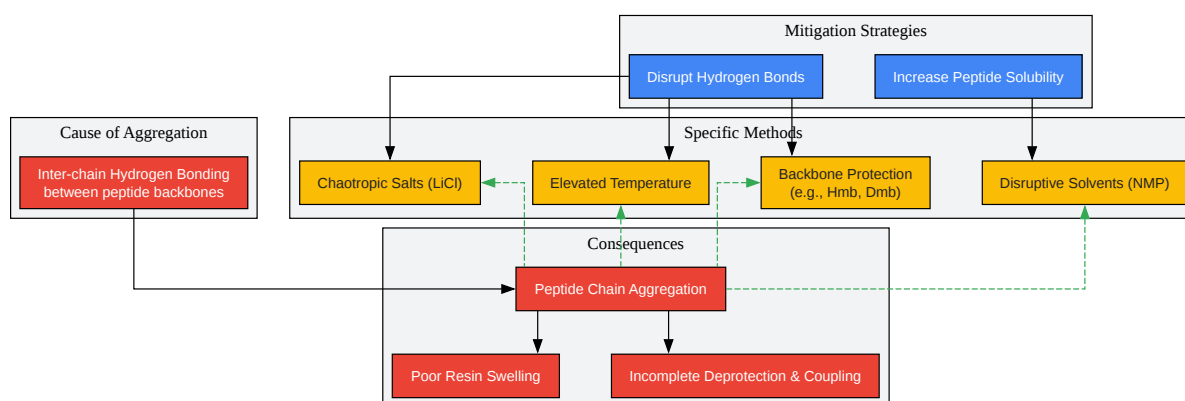 Mitigation Strategies
Disrupt Hydrogen Bonds
Increase Peptide Solubility
Cause of Aggregation
Inter-chain Hydrogen Bonding
between peptide backbones
Specific Methods
Chaotropic Salts (LiCl)
Elevated Temperature
Backbone Protection
(e.g., Hmb, Dmb)
Disruptive Solvents (NMP)
Consequences
Peptide Chain Aggregation
Poor Resin Swelling
Incomplete Deprotection & Coupling